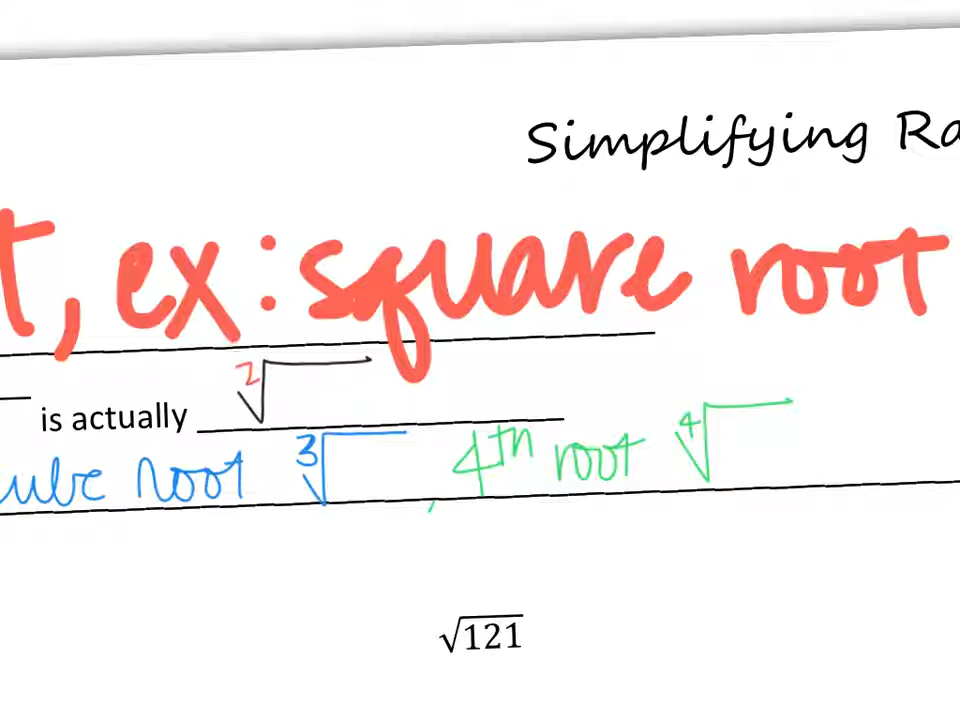 Simplifying Ra
t, ex: square root
is actually ²√
ube root ³√ , 4th root ⁴√
√121